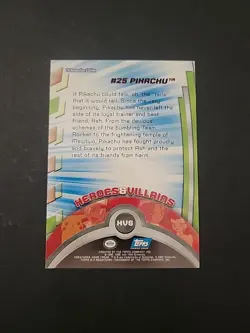 #25 PIKACHU™
If Pikachu could talk, oh, the tales
that it would tell. Since the very
beginning, Pikachu has never left the
side of its loyal trainer and best
friend, Ash. From the devious
schemes of the bumbling Team
Rocket to the frightening temple of
Mewtwo, Pikachu has fought proudly
and bravely to protect Ash and the
rest of its friends from harm.
HEROES & VILLAINS
HV6
Topps